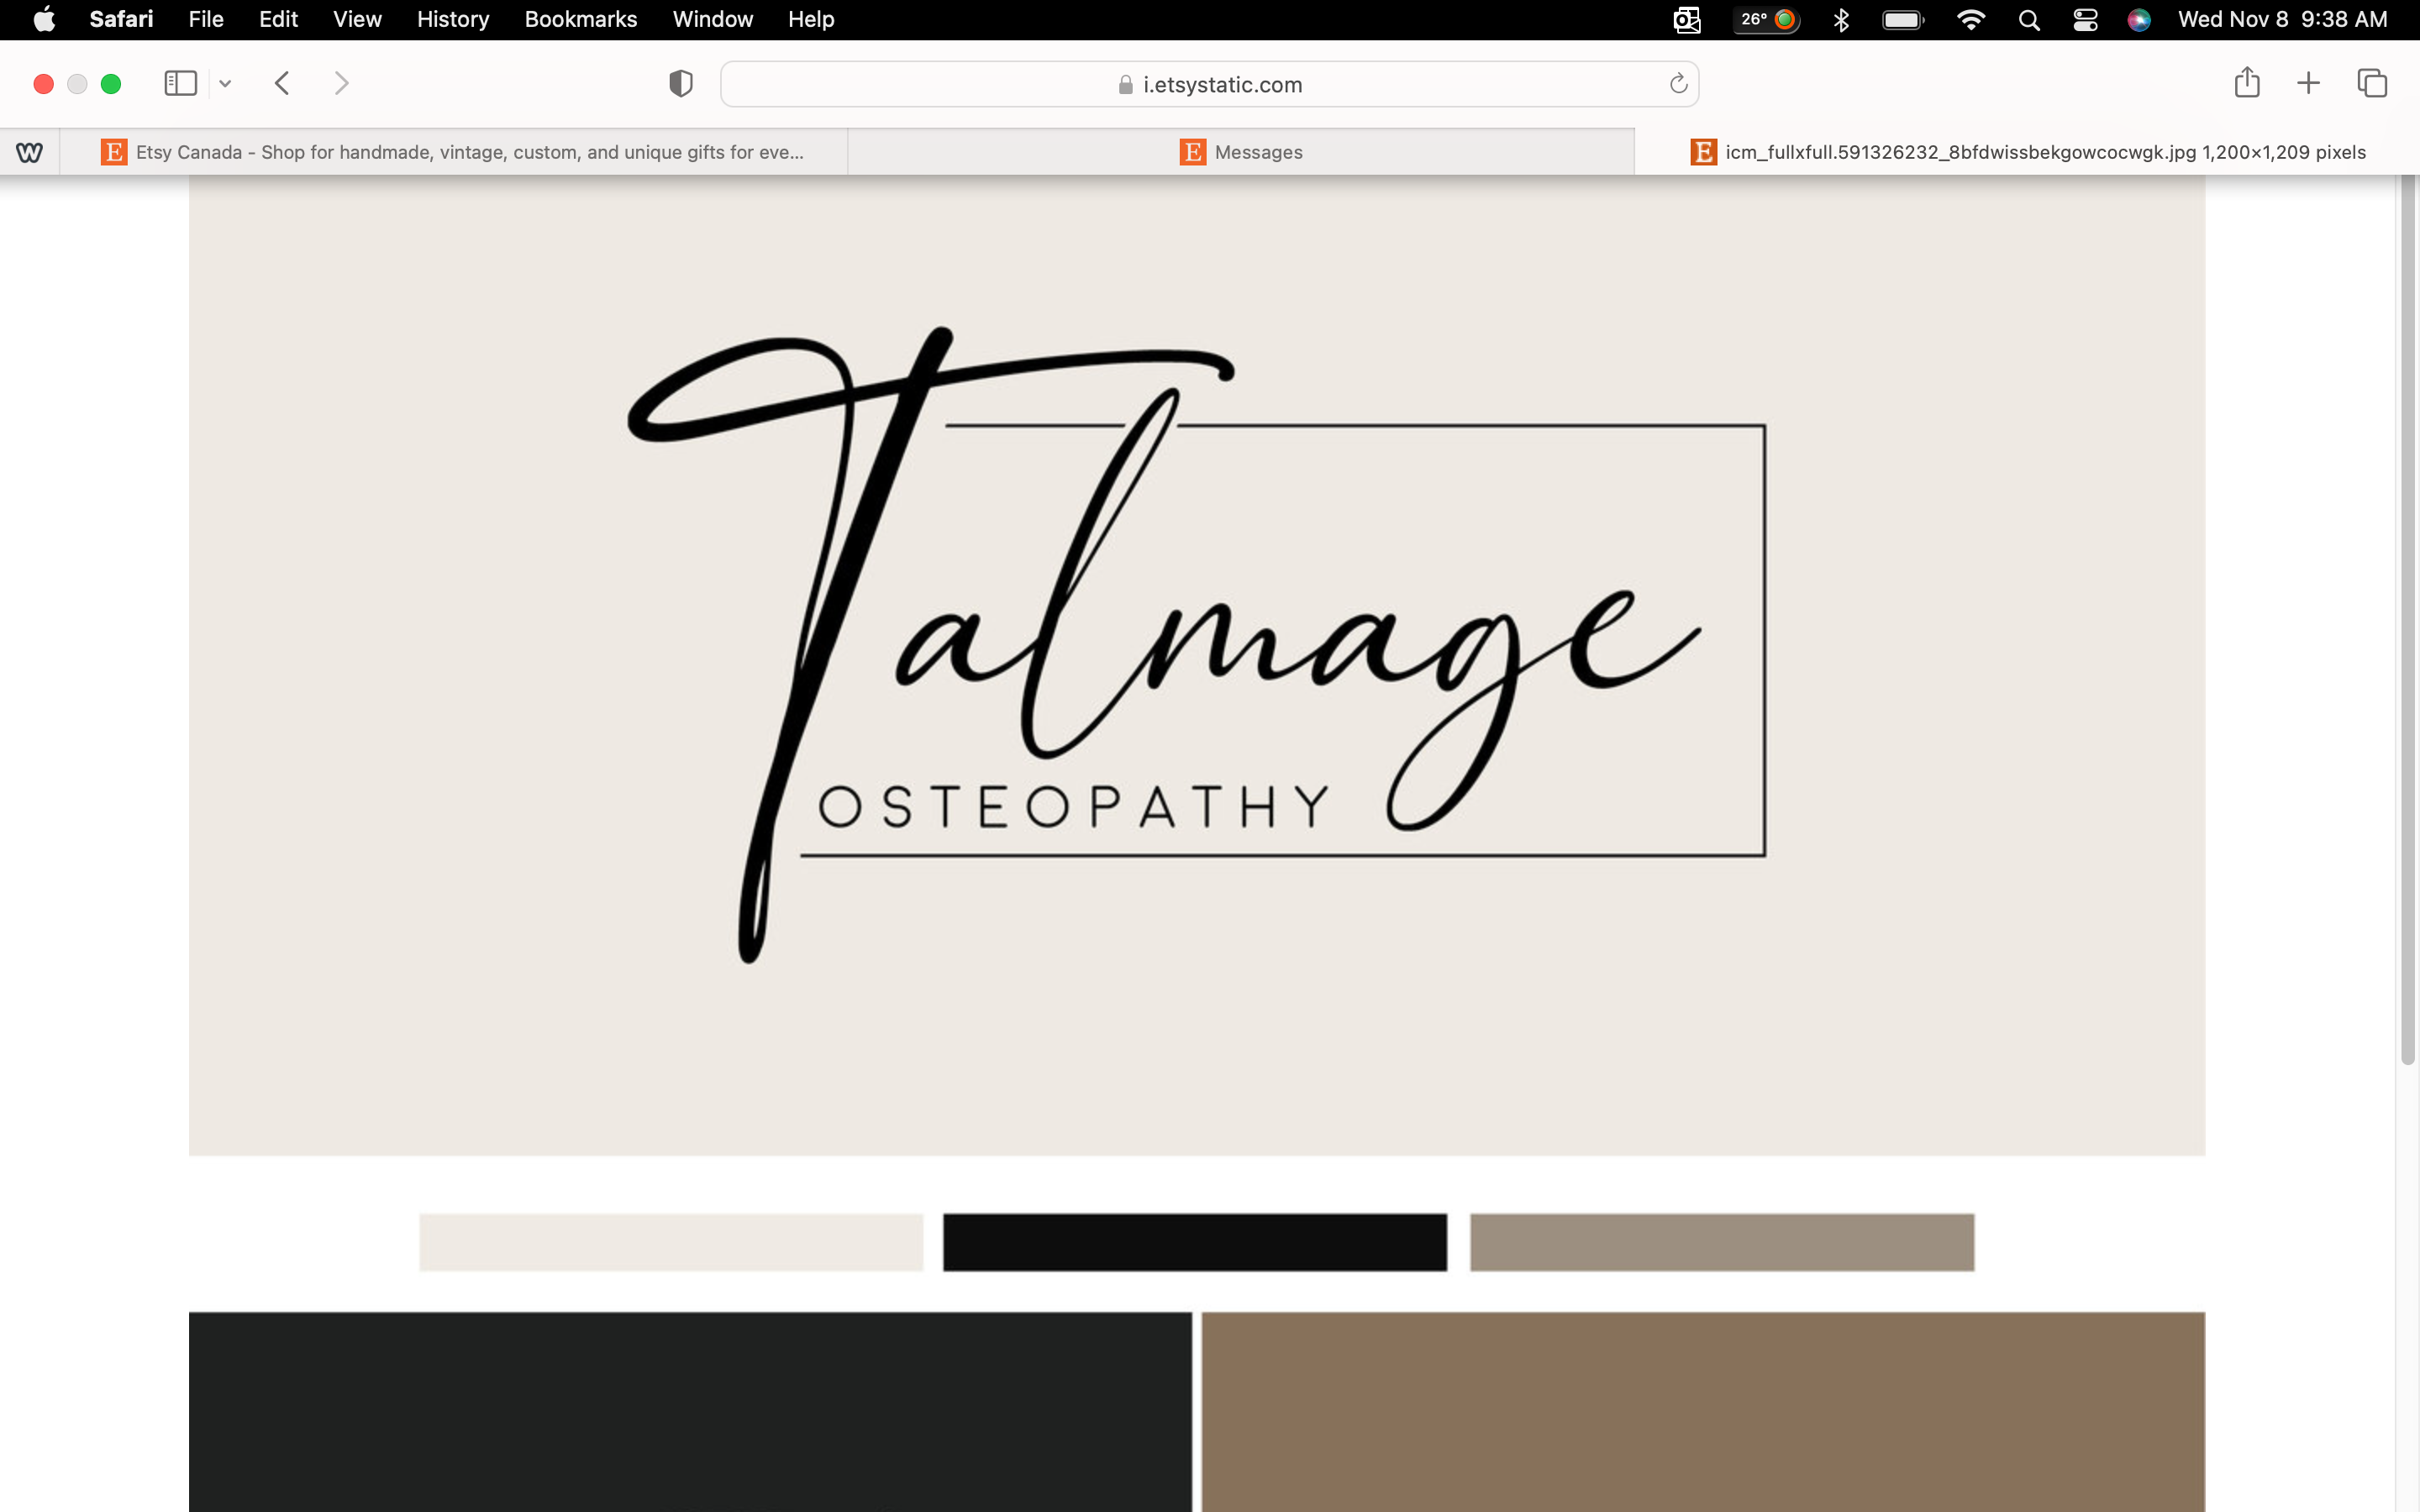 Safari File Edit View History Bookmarks Window Help 26° Wed Nov 8 9:38 AM
i.etsystatic.com
Etsy Canada - Shop for handmade, vintage, custom, and unique gifts for eve... Messages icm_fullxfull.591326232_8bfdwissbekgowcocwgk.jpg 1,200×1,209 pixels
Talmage
OSTEOPATHY